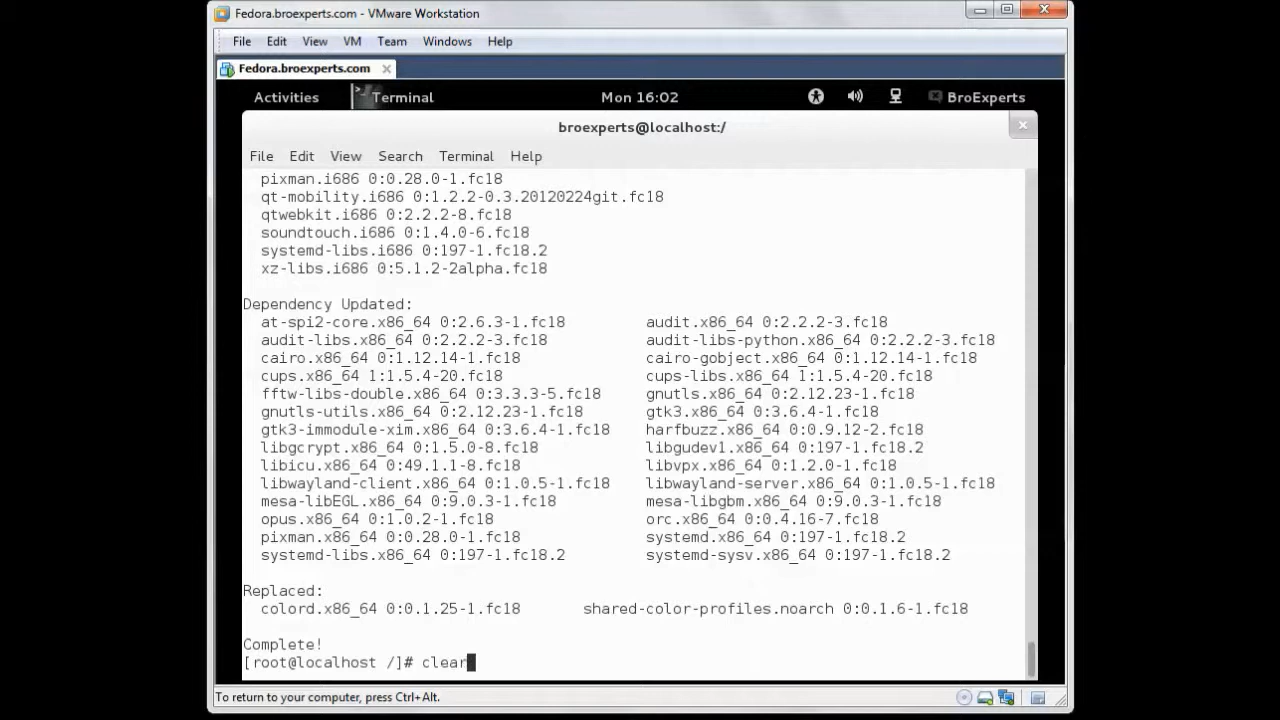 Fedora.broexperts.com - VMware Workstation
File Edit View VM Team Windows Help
Fedora.broexperts.com
Activities Terminal Mon 16:02 BroExperts
broexperts@localhost:/
File Edit View Search Terminal Help
pixman.i686 0:0.28.0-1.fc18
qt-mobility.i686 0:1.2.2-0.3.20120224git.fc18
qtwebkit.i686 0:2.2.2-8.fc18
soundtouch.i686 0:1.4.0-6.fc18
systemd-libs.i686 0:197-1.fc18.2
xz-libs.i686 0:5.1.2-2alpha.fc18
Dependency Updated:
at-spi2-core.x86_64 0:2.6.3-1.fc18 audit.x86_64 0:2.2.2-3.fc18
audit-libs.x86_64 0:2.2.2-3.fc18 audit-libs-python.x86_64 0:2.2.2-3.fc18
cairo.x86_64 0:1.12.14-1.fc18 cairo-gobject.x86_64 0:1.12.14-1.fc18
cups.x86_64 1:1.5.4-20.fc18 cups-libs.x86_64 1:1.5.4-20.fc18
fftw-libs-double.x86_64 0:3.3.3-5.fc18 gnutls.x86_64 0:2.12.23-1.fc18
gnutls-utils.x86_64 0:2.12.23-1.fc18 gtk3.x86_64 0:3.6.4-1.fc18
gtk3-immodule-xim.x86_64 0:3.6.4-1.fc18 harfbuzz.x86_64 0:0.9.12-2.fc18
libgcrypt.x86_64 0:1.5.0-8.fc18 libgudev1.x86_64 0:197-1.fc18.2
libicu.x86_64 0:49.1.1-8.fc18 libvpx.x86_64 0:1.2.0-1.fc18
libwayland-client.x86_64 0:1.0.5-1.fc18 libwayland-server.x86_64 0:1.0.5-1.fc18
mesa-libEGL.x86_64 0:9.0.3-1.fc18 mesa-libgbm.x86_64 0:9.0.3-1.fc18
opus.x86_64 0:1.0.2-1.fc18 orc.x86_64 0:0.4.16-7.fc18
pixman.x86_64 0:0.28.0-1.fc18 systemd.x86_64 0:197-1.fc18.2
systemd-libs.x86_64 0:197-1.fc18.2 systemd-sysv.x86_64 0:197-1.fc18.2
Replaced:
colord.x86_64 0:0.1.25-1.fc18 shared-color-profiles.noarch 0:0.1.6-1.fc18
Complete!
[root@localhost /]# clear
To return to your computer, press Ctrl+Alt.